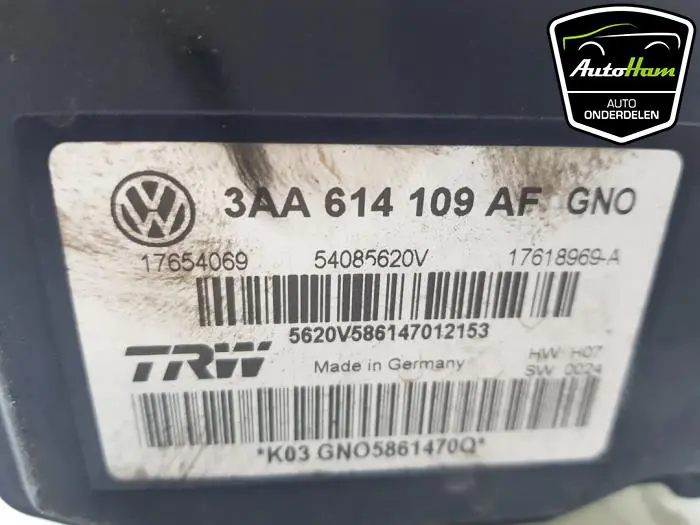 AutoHam
AUTO
ONDERDELEN
3AA 614 109 AF GNO
17654069 54085620V 17618969-A
5620V586147012153
TRW Made in Germany HW H07
SW 0024
*K03 GNO5861470Q*